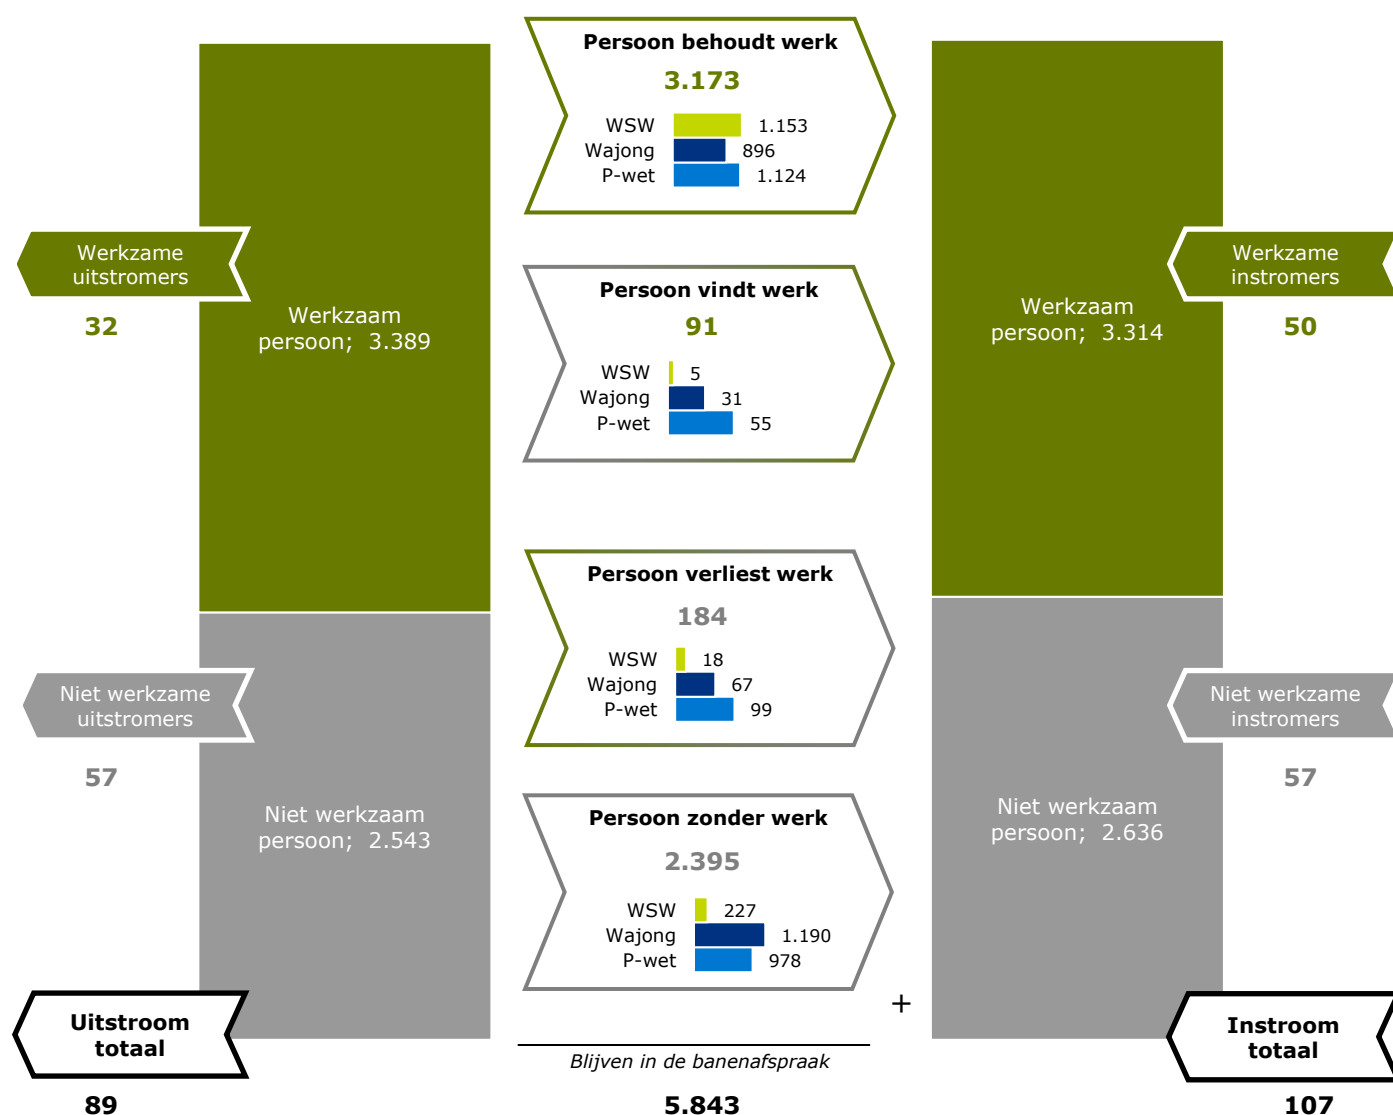 Persoon behoudt werk
3.173
WSW 1.153
Wajong 896
P-wet 1.124
Werkzame
uitstromers
32
Werkzaam
persoon; 3.389
Persoon vindt werk
91
WSW 5
Wajong 31
P-wet 55
Werkzaam
persoon; 3.314
Werkzame
instromers
50
Persoon verliest werk
184
WSW 18
Wajong 67
P-wet 99
Niet werkzame
uitstromers
57
Niet werkzaam
persoon; 2.543
Persoon zonder werk
2.395
WSW 227
Wajong 1.190
P-wet 978
Niet werkzaam
persoon; 2.636
Niet werkzame
instromers
57
+
Uitstroom
totaal
89
Blijven in de banenafspraak
5.843
Instroom
totaal
107